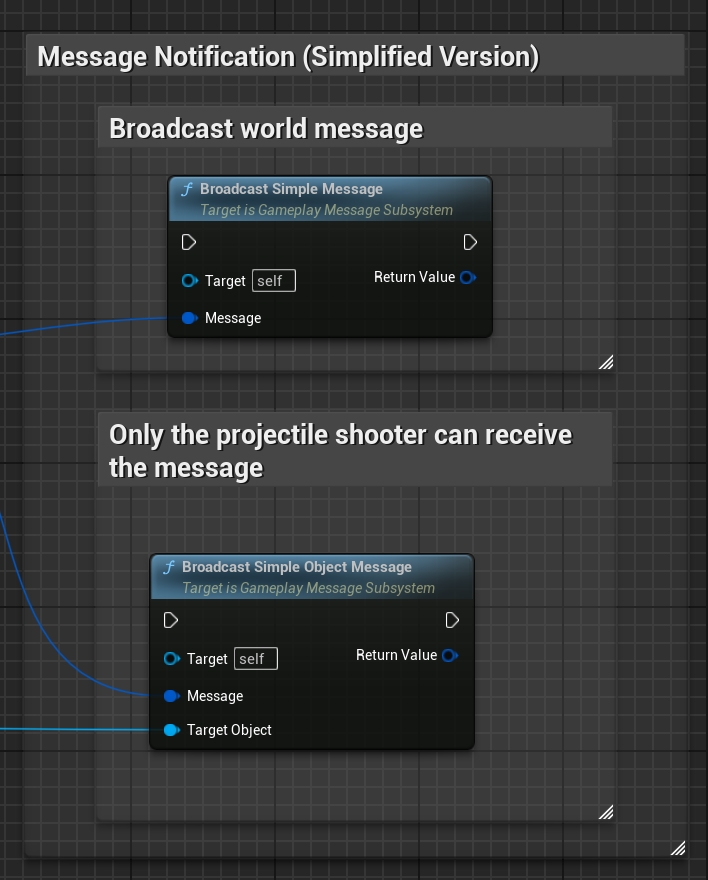 Message Notification (Simplified Version)
Broadcast world message
f Broadcast Simple Message
Target is Gameplay Message Subsystem
Target self
Return Value
Message
Only the projectile shooter can receive
the message
f Broadcast Simple Object Message
Target is Gameplay Message Subsystem
Target self
Return Value
Message
Target Object